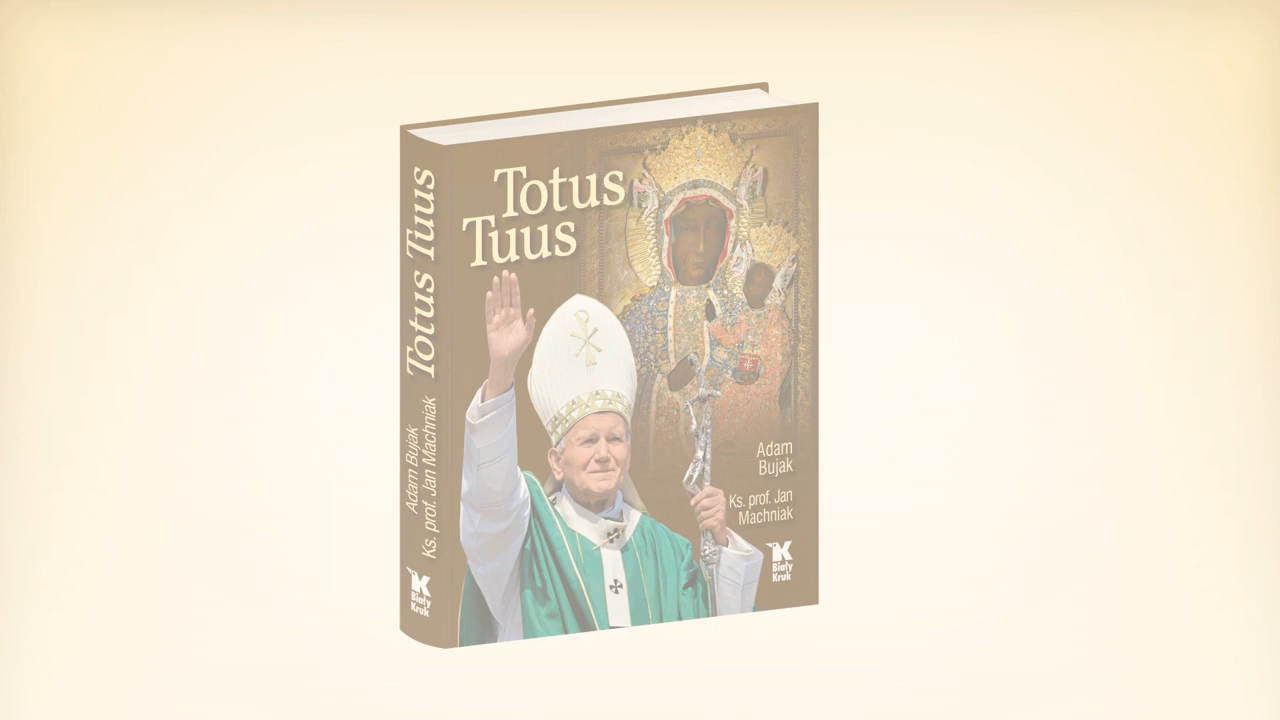 Totus Tuus
Adam Bujak
Ks. prof. Jan Machniak
Biały
Kruk
Totus
Tuus
Adam
Bujak
Ks. prof. Jan
Machniak
Biały
Kruk